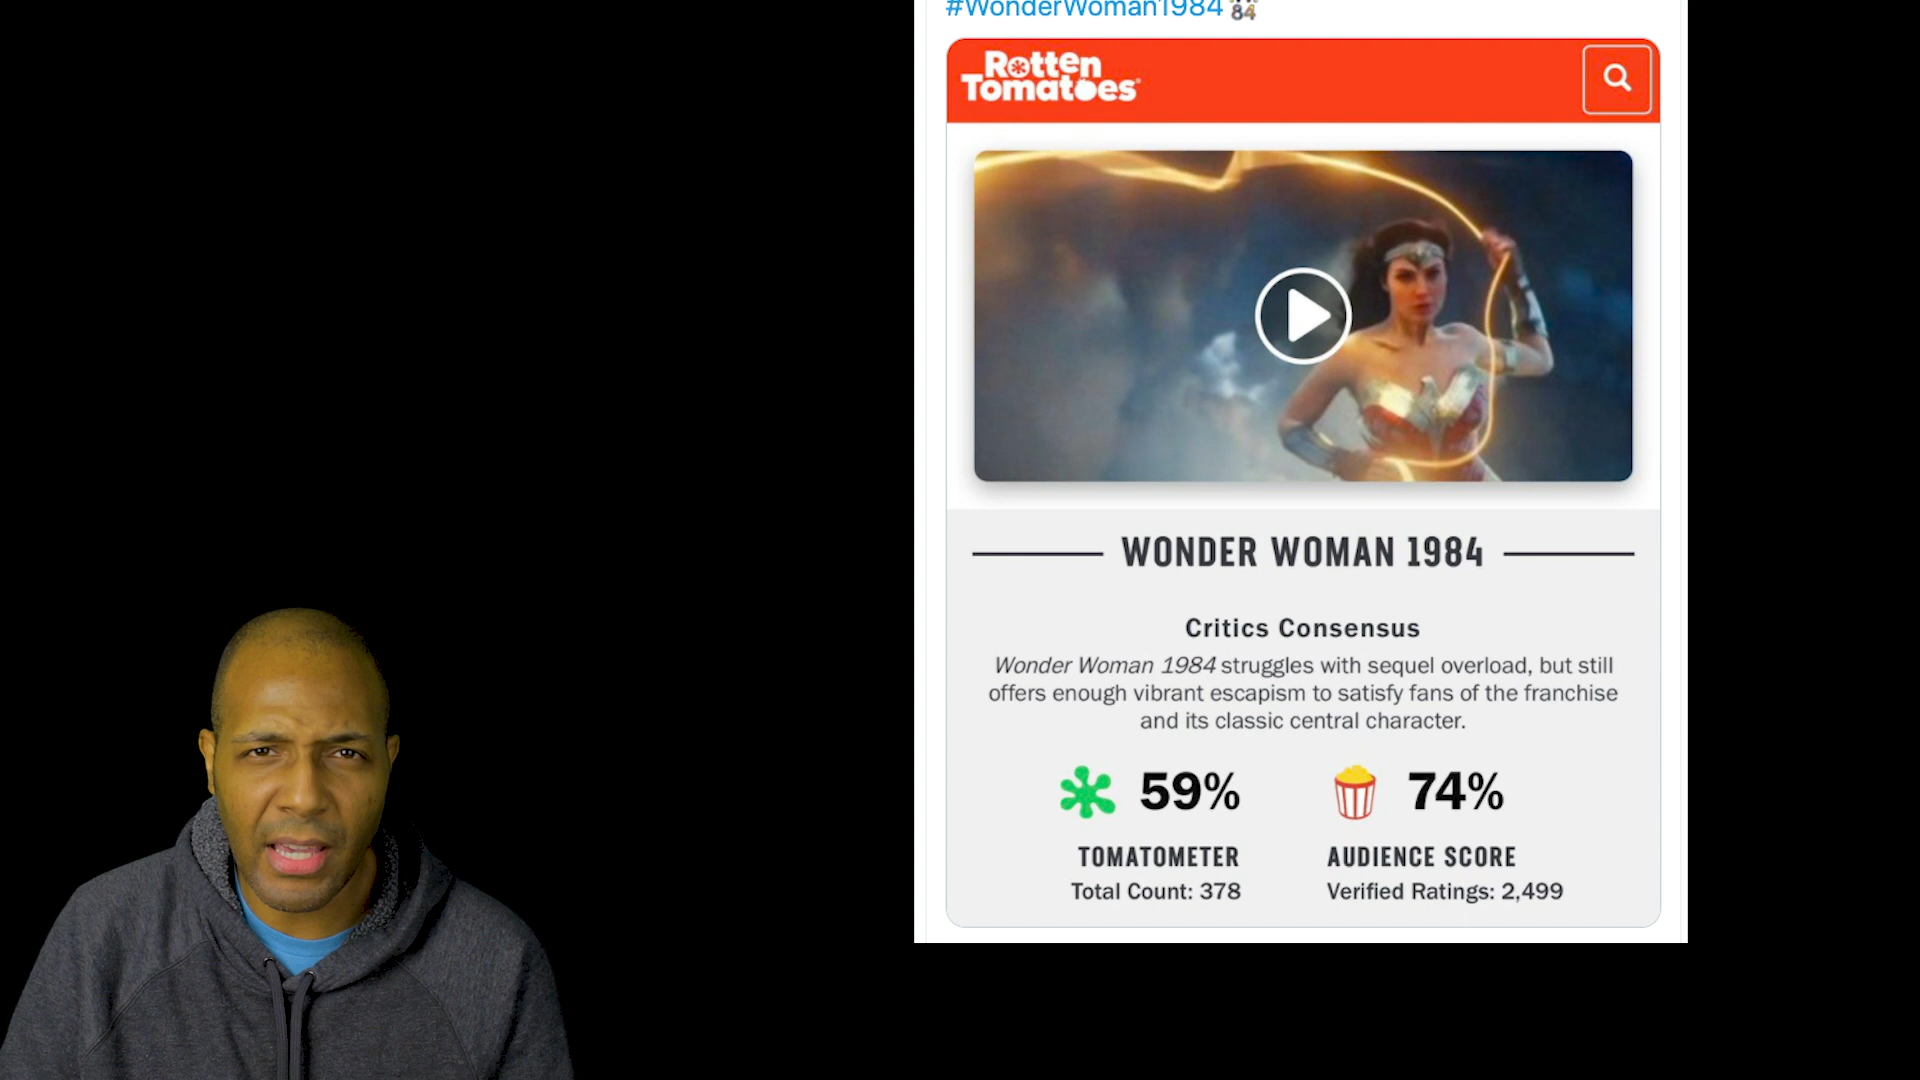 #WonderWoman1984
84
Rotten
Tomatoes
WONDER WOMAN 1984
Critics Consensus
Wonder Woman 1984 struggles with sequel overload, but still
offers enough vibrant escapism to satisfy fans of the franchise
and its classic central character.
59% 74%
TOMATOMETER AUDIENCE SCORE
Total Count: 378 Verified Ratings: 2,499